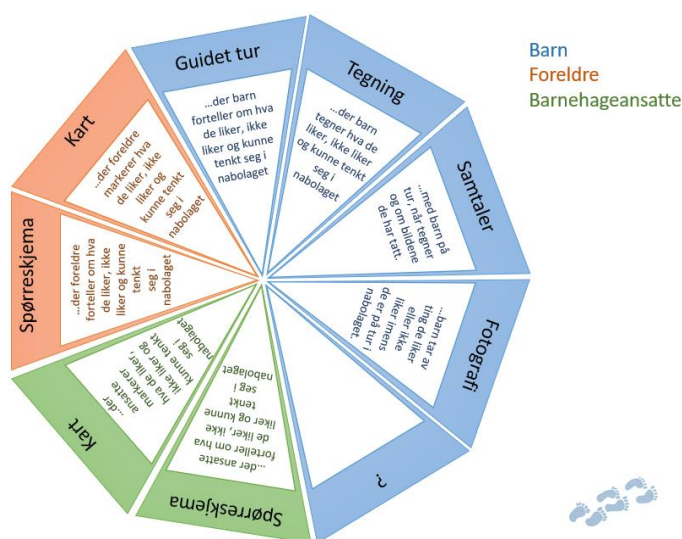 Guidet tur
...der barn
forteller om hva
de liker, ikke
liker og kunne
tenkt seg i
nabolaget
Tegning
...der barn
tegner hva de
liker, ikke liker
og kunne tenkt
seg i
nabolaget
Samtaler
...med barn på
tur, når tegner
og om bildene
de har tatt.
Fotografi
...barn tar av
ting de liker
eller ikke
liker imens
de er på tur i
nabolaget.
?
Spørreskjema
...der ansatte
forteller om hva
de liker, ikke
liker og kunne
tenkt
seg i
nabolaget
Kart
...der
ansatte
markerer
hva de liker,
ikke liker og
kunne tenkt
seg i
nabolaget
Spørreskjema
...der foreldre
forteller om hva
de liker, ikke
liker og kunne
tenkt
seg i
nabolaget
Kart
...der foreldre
markerer hva
de liker, ikke
liker og
kunne tenkt
seg i
nabolaget
Barn
Foreldre
Barnehageansatte